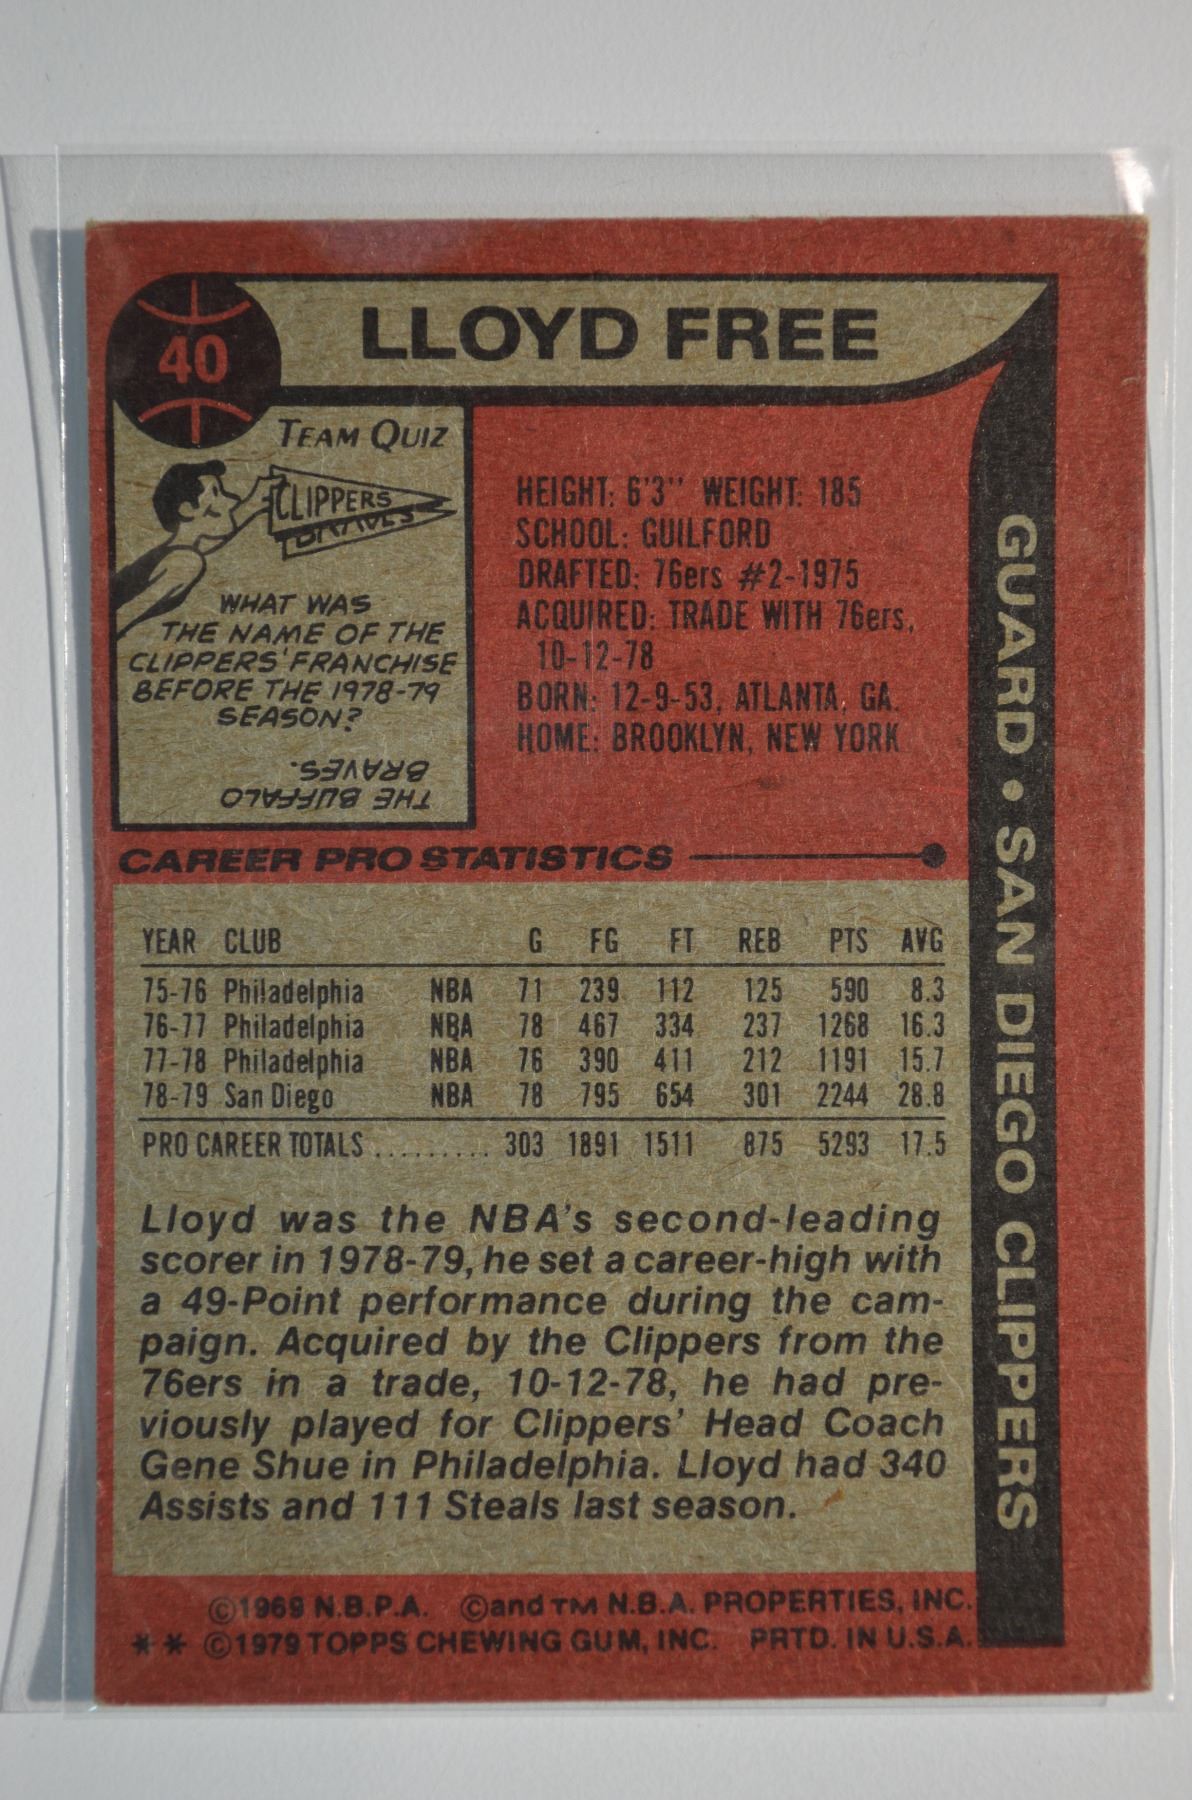 40
LLOYD FREE
TEAM QUIZ
CLIPPERS
BRAVES
WHAT WAS
THE NAME OF THE
CLIPPERS' FRANCHISE
BEFORE THE 1978-79
SEASON?
THE BUFFALO
BRAVES.
HEIGHT: 6'3" WEIGHT: 185
SCHOOL: GUILFORD
DRAFTED: 76ers #2-1975
ACQUIRED: TRADE WITH 76ers,
10-12-78
BORN: 12-9-53, ATLANTA, GA.
HOME: BROOKLYN, NEW YORK
GUARD • SAN DIEGO CLIPPERS
CAREER PRO STATISTICS
YEAR CLUB G FG FT REB PTS AVG
75-76 Philadelphia NBA 71 239 112 125 590 8.3
76-77 Philadelphia NBA 78 467 334 237 1268 16.3
77-78 Philadelphia NBA 76 390 411 212 1191 15.7
78-79 San Diego NBA 78 795 654 301 2244 28.8
PRO CAREER TOTALS ......... 303 1891 1511 875 5293 17.5
Lloyd was the NBA's second-leading
scorer in 1978-79, he set a career-high with
a 49-Point performance during the cam-
paign. Acquired by the Clippers from the
76ers in a trade, 10-12-78, he had pre-
viously played for Clippers' Head Coach
Gene Shue in Philadelphia. Lloyd had 340
Assists and 111 Steals last season.
©1969 N.B.P.A. ©and TM N.B.A. PROPERTIES, INC.
** ©1979 TOPPS CHEWING GUM, INC. PRTD. IN U.S.A.